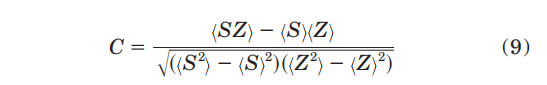 C = (⟨SZ⟩ − ⟨S⟩⟨Z⟩) / √((⟨S²⟩ − ⟨S⟩²)(⟨Z²⟩ − ⟨Z⟩²)) (9)